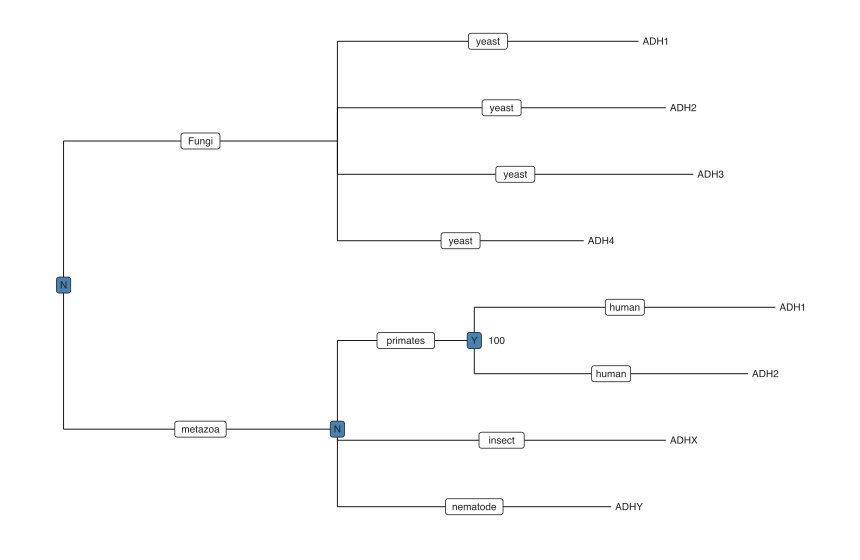 yeast ADH1
yeast ADH2
Fungi
yeast ADH3
yeast ADH4
N
human ADH1
primates Y 100
human ADH2
metazoa N
insect ADHX
nematode ADHY